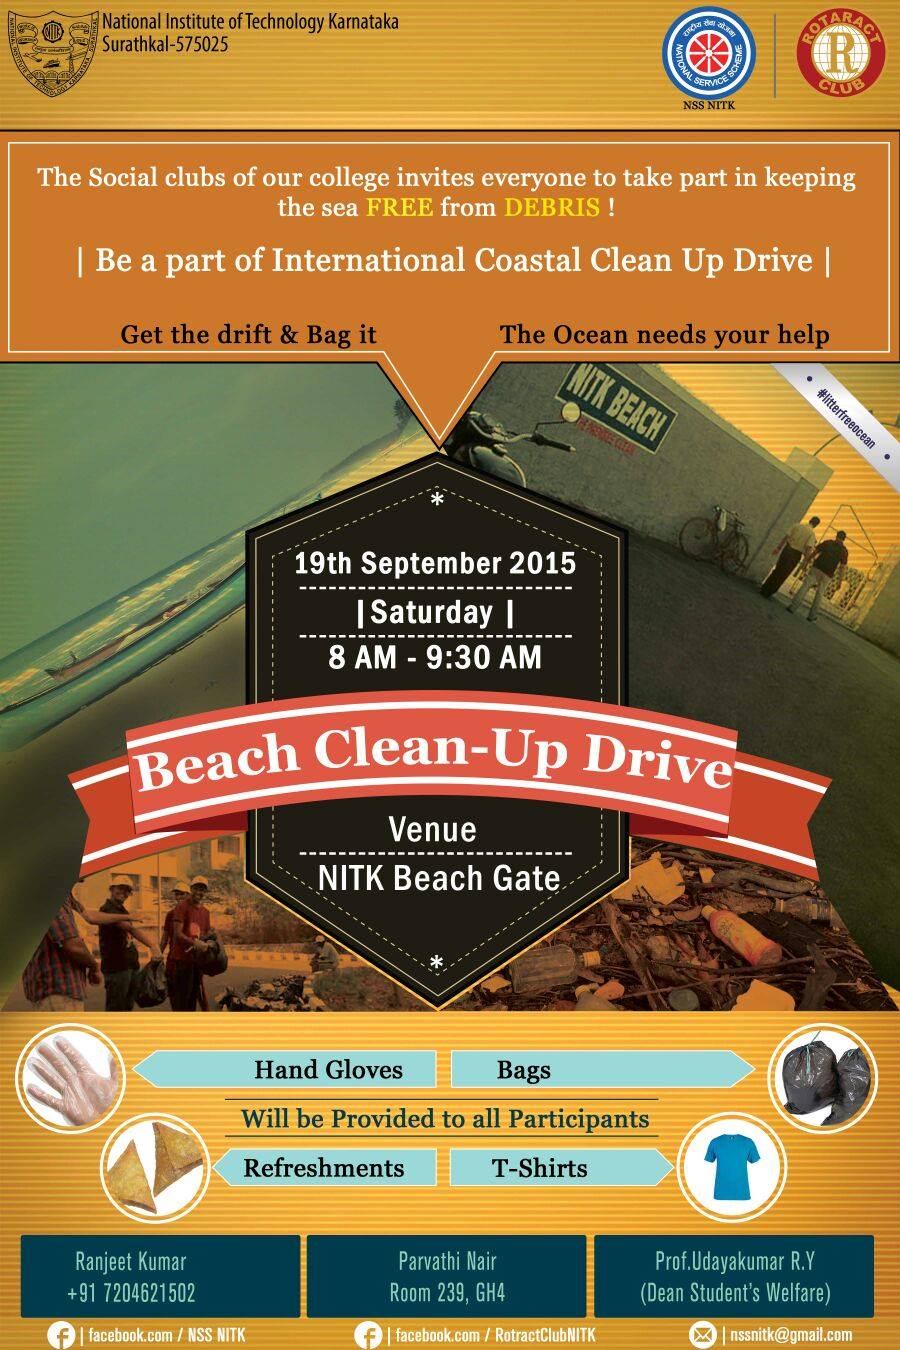 National Institute of Technology Karnataka
Surathkal-575025
राष्ट्रीय सेवा योजना
NATIONAL SERVICE SCHEME
NSS NITK
ROTARACT
R
CLUB
The Social clubs of our college invites everyone to take part in keeping
the sea FREE from DEBRIS !
| Be a part of International Coastal Clean Up Drive |
Get the drift & Bag it
The Ocean needs your help
NITK BEACH
#litterfreeocean
*
19th September 2015
|Saturday |
8 AM - 9:30 AM
Beach Clean-Up Drive
Venue
NITK Beach Gate
*
Hand Gloves
Bags
Will be Provided to all Participants
Refreshments
T-Shirts
Ranjeet Kumar
+91 7204621502
Parvathi Nair
Room 239, GH4
Prof.Udayakumar R.Y
(Dean Student's Welfare)
f | facebook.com / NSS NITK
f | facebook.com / RotractClubNITK
| nssnitk@gmail.com